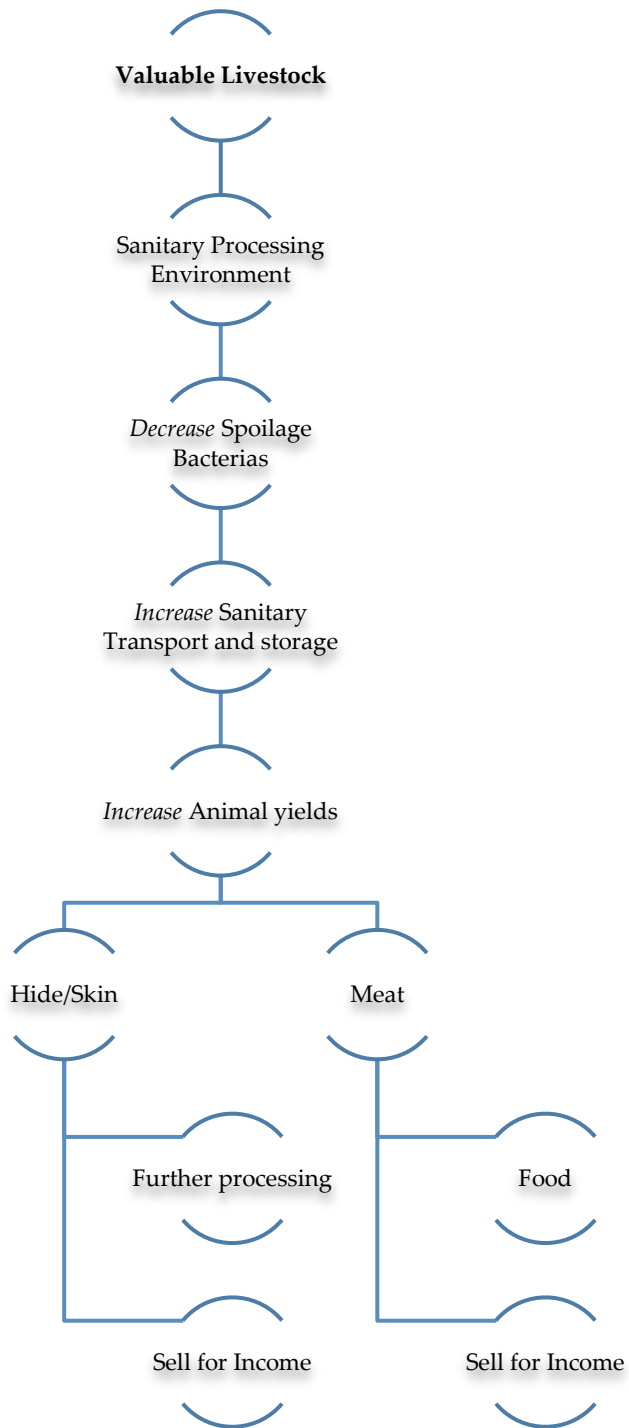 Valuable Livestock
Sanitary Processing
Environment
Decrease Spoilage
Bacterias
Increase Sanitary
Transport and storage
Increase Animal yields
Hide/Skin
Meat
Further processing
Food
Sell for Income
Sell for Income